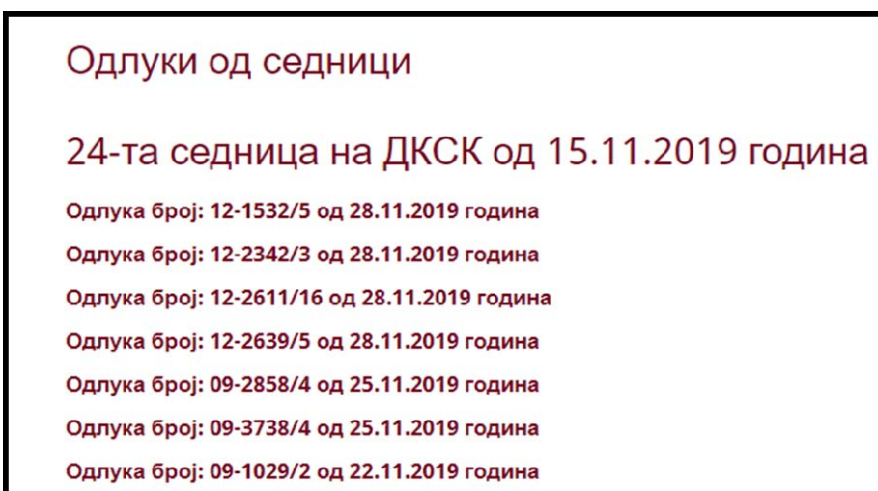 Одлуки од седници
24-та седница на ДКСК од 15.11.2019 година
Одлука број: 12-1532/5 од 28.11.2019 година
Одлука број: 12-2342/3 од 28.11.2019 година
Одлука број: 12-2611/16 од 28.11.2019 година
Одлука број: 12-2639/5 од 28.11.2019 година
Одлука број: 09-2858/4 од 25.11.2019 година
Одлука број: 09-3738/4 од 25.11.2019 година
Одлука број: 09-1029/2 од 22.11.2019 година